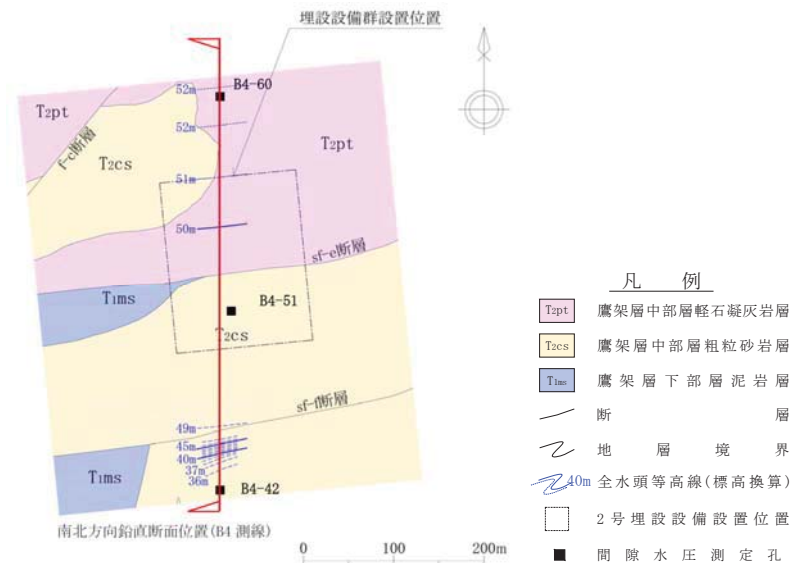 埋設設備群設置位置
52m
B4-60
T2pt
f-c断層
52m
T2cs
T2pt
51m
50m
sf-e断層
T1ms
B4-51
T2cs
sf-f断層
49m
45m
40m
37m
36m
T1ms
B4-42
南北方向鉛直断面位置(B4 測線)
0 100 200m
凡 例
T2pt 鷹架層中部層軽石凝灰岩層
T2cs 鷹架層中部層粗粒砂岩層
T1ms 鷹架層下部層泥岩層
断 層
地 層 境 界
40m 全水頭等高線(標高換算)
2 号 埋 設 設 備 設 置 位 置
間 隙 水 圧 測 定 孔